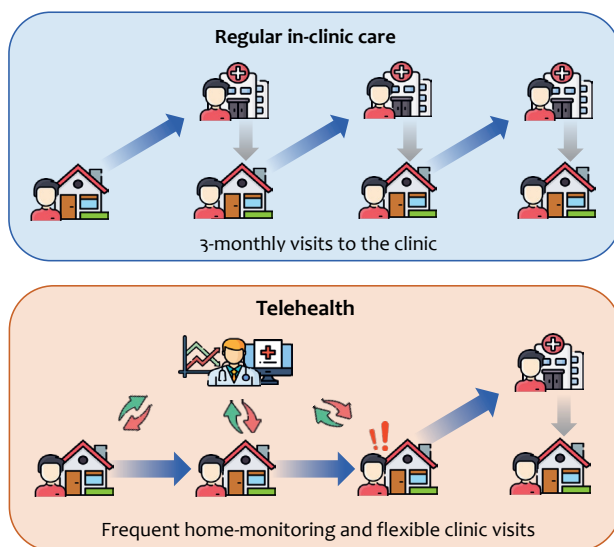 Regular in-clinic care
3-monthly visits to the clinic
Telehealth
!!
Frequent home-monitoring and flexible clinic visits